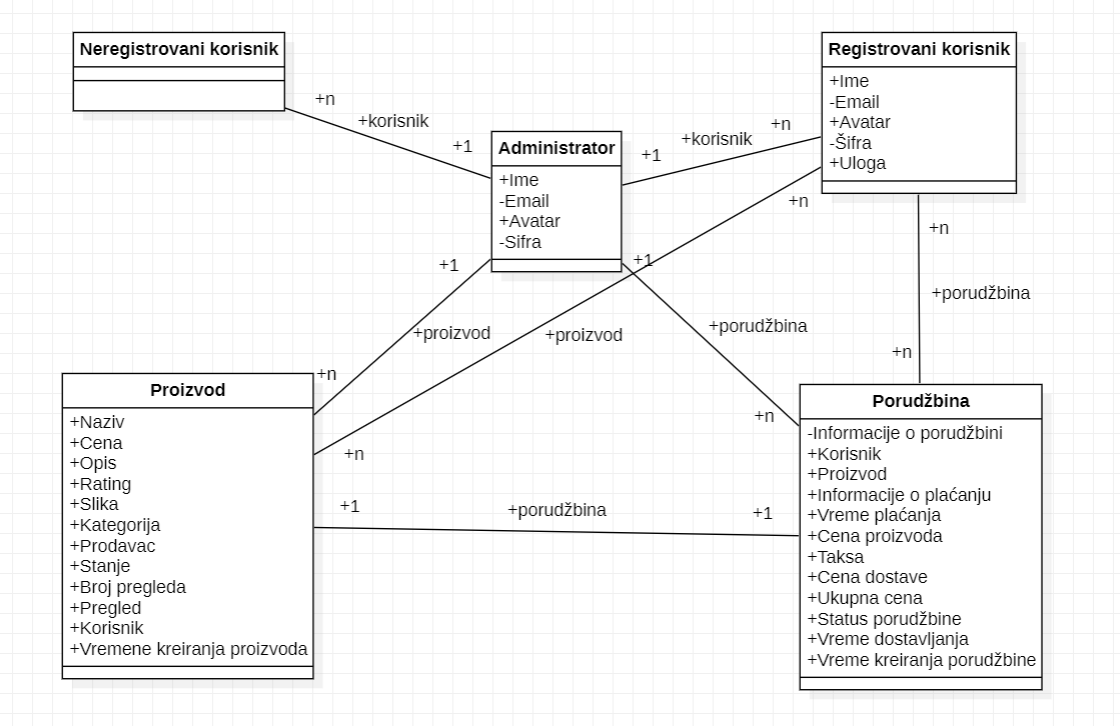 Neregistrovani korisnik
+n
+korisnik
+1
Administrator
+Ime
-Email
+Avatar
-Sifra
Registrovani korisnik
+Ime
-Email
+Avatar
-Šifra
+Uloga
+n
+korisnik
+1
+n
+1
+n
+porudžbina
+n
+1
+proizvod
+proizvod
+porudžbina
+n
+n
+n
Proizvod
+Naziv
+Cena
+Opis
+Rating
+Slika
+Kategorija
+Prodavac
+Stanje
+Broj pregleda
+Pregled
+Korisnik
+Vremene kreiranja proizvoda
+1
+porudžbina
+1
Porudžbina
-Informacije o porudžbini
+Korisnik
+Proizvod
+Informacije o plaćanju
+Vreme plaćanja
+Cena proizvoda
+Taksa
+Cena dostave
+Ukupna cena
+Status porudžbine
+Vreme dostavljanja
+Vreme kreiranja porudžbine